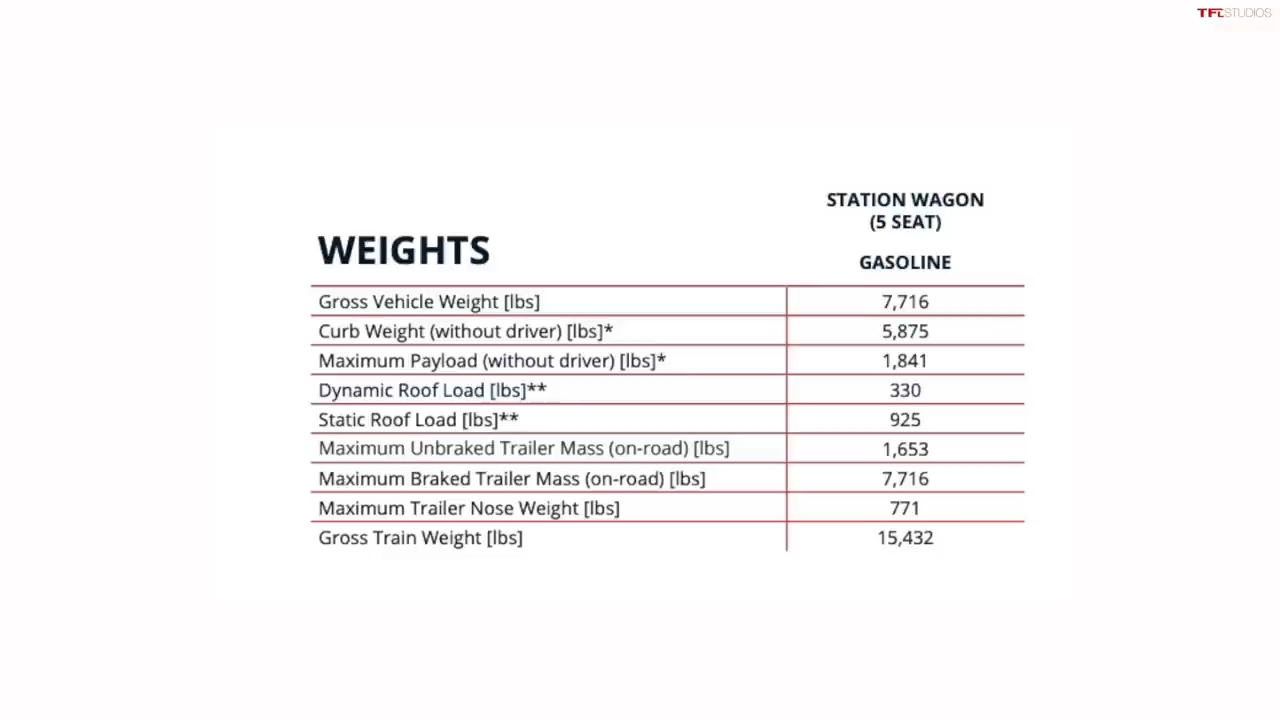 TFLSTUDIOS
STATION WAGON
(5 SEAT)
WEIGHTS
GASOLINE
Gross Vehicle Weight [lbs] 7,716
Curb Weight (without driver) [lbs]* 5,875
Maximum Payload (without driver) [lbs]* 1,841
Dynamic Roof Load [lbs]** 330
Static Roof Load [lbs]** 925
Maximum Unbraked Trailer Mass (on-road) [lbs] 1,653
Maximum Braked Trailer Mass (on-road) [lbs] 7,716
Maximum Trailer Nose Weight [lbs] 771
Gross Train Weight [lbs] 15,432